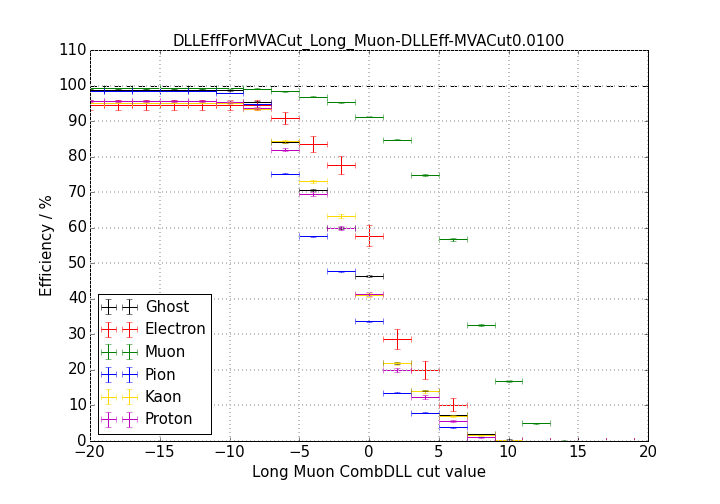 DLLEffForMVACut_Long_Muon-DLLEff-MVACut0.0100
110
100
90
80
70
60
50
40
30
20
10
0
Efficiency / %
Ghost
Electron
Muon
Pion
Kaon
Proton
−20 −15 −10 −5 0 5 10 15 20
Long Muon CombDLL cut value